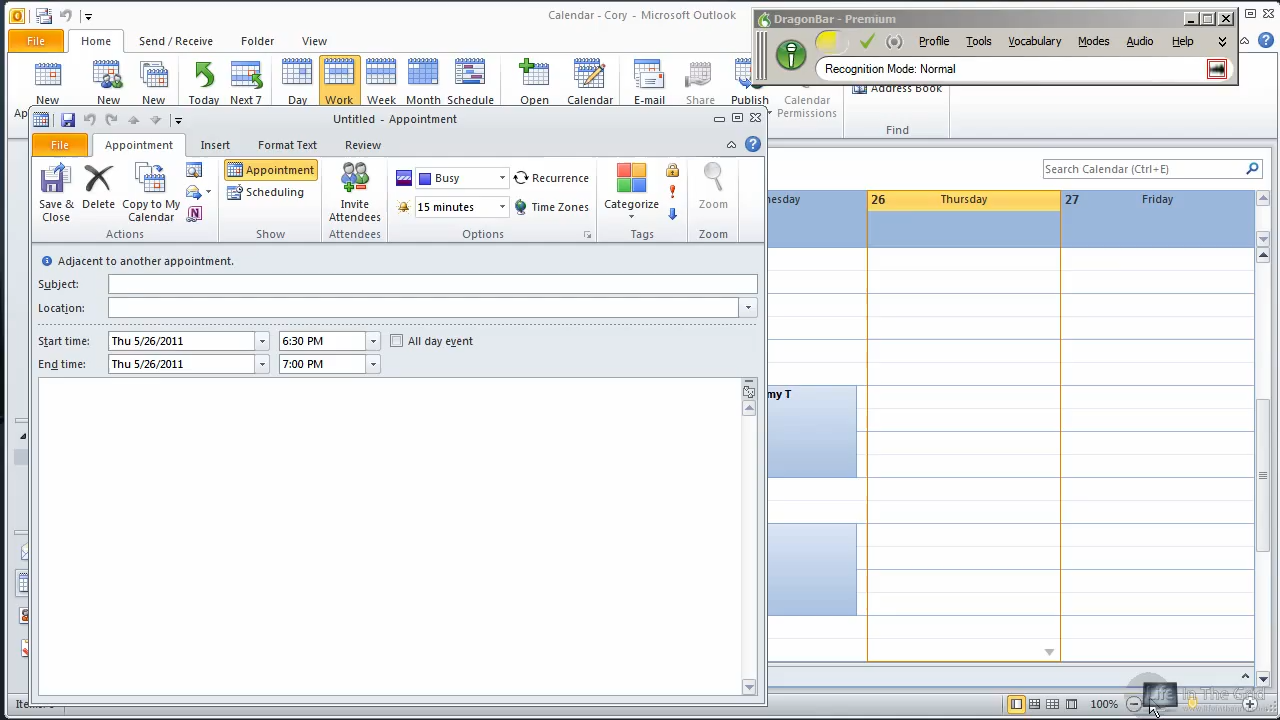 Calendar - Cory - Microsoft Outlook
DragonBar - Premium
File Home Send / Receive Folder View
Profile Tools Vocabulary Modes Audio Help
Recognition Mode: Normal
New New New Today Next 7 Day Work Week Month Schedule Open Calendar E-mail Share Publish Calendar
Permissions
Address Book
Find
Untitled - Appointment
File Appointment Insert Format Text Review
Save &
Close
Delete
Copy to My
Calendar
Actions
Appointment
Scheduling
Show
Invite
Attendees
Attendees
Busy
15 minutes
Recurrence
Time Zones
Options
Categorize
Tags
Zoom
Zoom
Search Calendar (Ctrl+E)
nesday 26 Thursday 27 Friday
Adjacent to another appointment.
Subject:
Location:
Start time: Thu 5/26/2011 6:30 PM All day event
End time: Thu 5/26/2011 7:00 PM
my T
100%
In The Grid